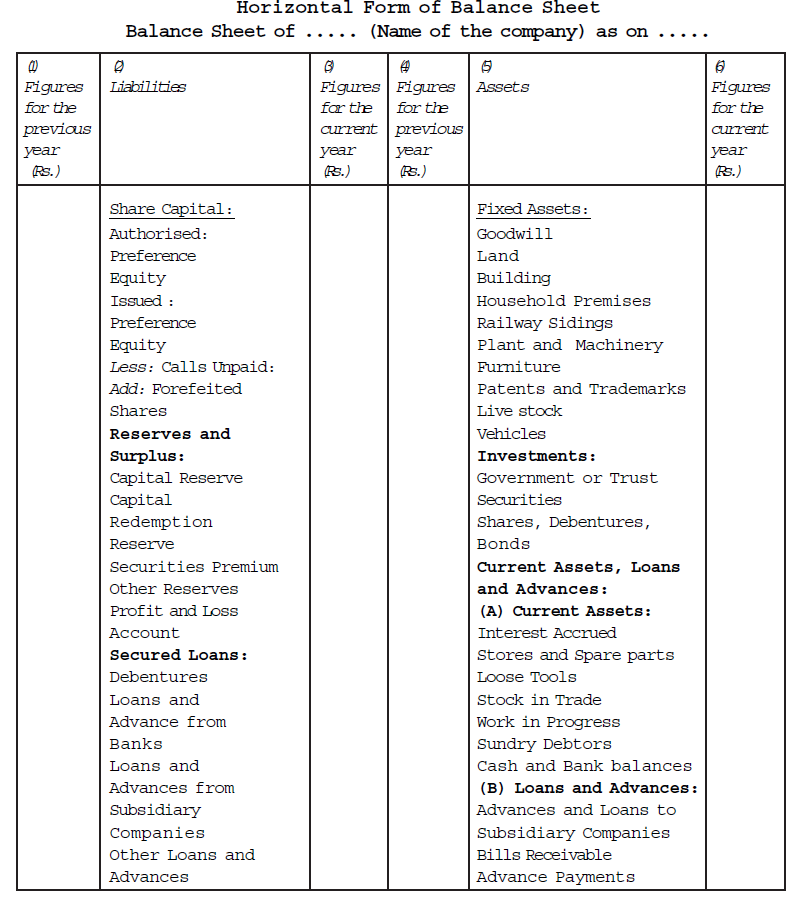 Horizontal Form of Balance Sheet
Balance Sheet of ..... (Name of the company) as on .....
(1)
Figures
for the
previous
year
(Rs.)
(2)
Liabilities
(3)
Figures
for the
current
year
(Rs.)
(4)
Figures
for the
previous
year
(Rs.)
(5)
Assets
(6)
Figures
for the
current
year
(Rs.)
Share Capital:
Authorised:
Preference
Equity
Issued :
Preference
Equity
Less: Calls Unpaid:
Add: Forefeited
Shares
Reserves and
Surplus:
Capital Reserve
Capital
Redemption
Reserve
Securities Premium
Other Reserves
Profit and Loss
Account
Secured Loans:
Debentures
Loans and
Advance from
Banks
Loans and
Advances from
Subsidiary
Companies
Other Loans and
Advances
Fixed Assets:
Goodwill
Land
Building
Household Premises
Railway Sidings
Plant and Machinery
Furniture
Patents and Trademarks
Live stock
Vehicles
Investments:
Government or Trust
Securities
Shares, Debentures,
Bonds
Current Assets, Loans
and Advances:
(A) Current Assets:
Interest Accrued
Stores and Spare parts
Loose Tools
Stock in Trade
Work in Progress
Sundry Debtors
Cash and Bank balances
(B) Loans and Advances:
Advances and Loans to
Subsidiary Companies
Bills Receivable
Advance Payments